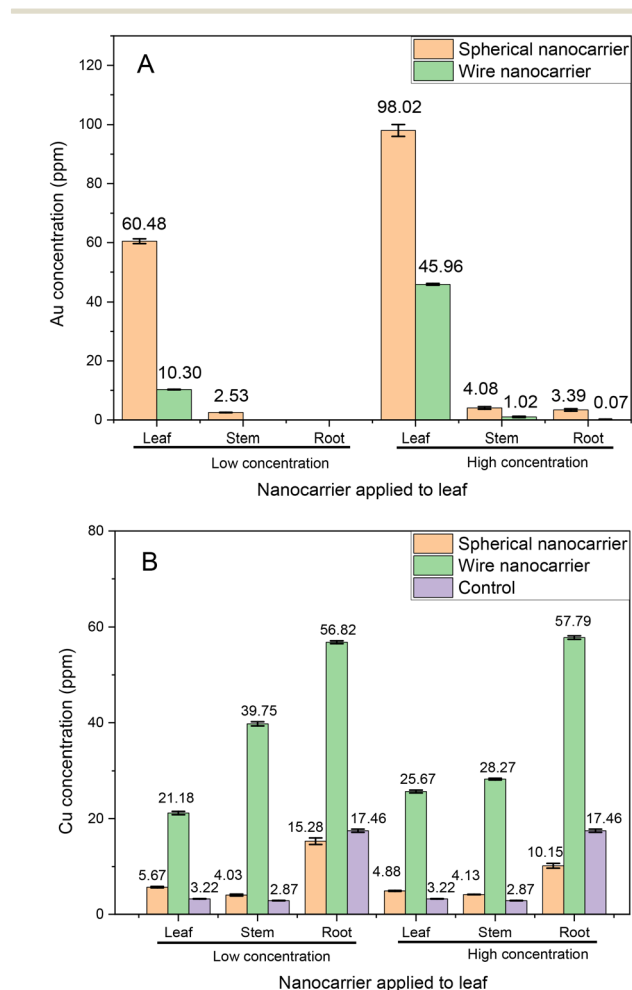 A
Spherical nanocarrier
Wire nanocarrier
Au concentration (ppm)
120
100
80
60
40
20
0
60.48
10.30
2.53
98.02
45.96
4.08
1.02
3.39
0.07
Leaf Stem Root Leaf Stem Root
Low concentration High concentration
Nanocarrier applied to leaf
B
Spherical nanocarrier
Wire nanocarrier
Control
Cu concentration (ppm)
80
60
40
20
0
5.67
21.18
3.22
4.03
39.75
2.87
15.28
56.82
17.46
4.88
25.67
3.22
4.13
28.27
2.87
10.15
57.79
17.46
Leaf Stem Root Leaf Stem Root
Low concentration High concentration
Nanocarrier applied to leaf